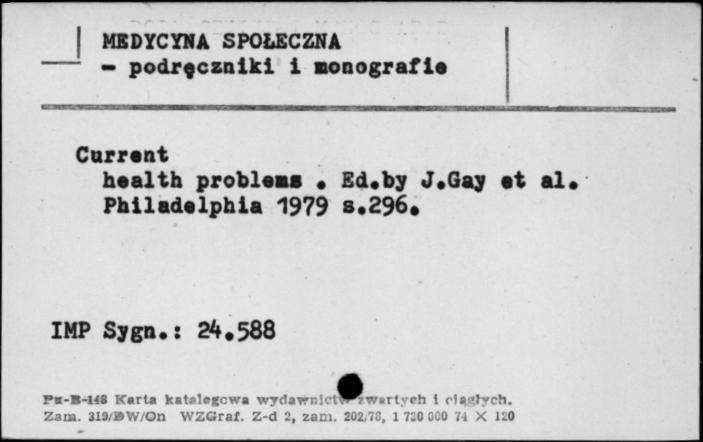 MEDYCYNA SPOŁECZNA
- podręczniki i monografie
Current
health problems . Ed.by J.Gay et al.
Philadelphia 1979 s.296.
IMP Sygn.: 24.588
Pu-B-148 Karta katalogowa wydawnictw zwartych i ciągłych.
Zam. 319/DW/On WZGraf. Z-d 2, zam. 202/78, 1 720 000 74 X 120